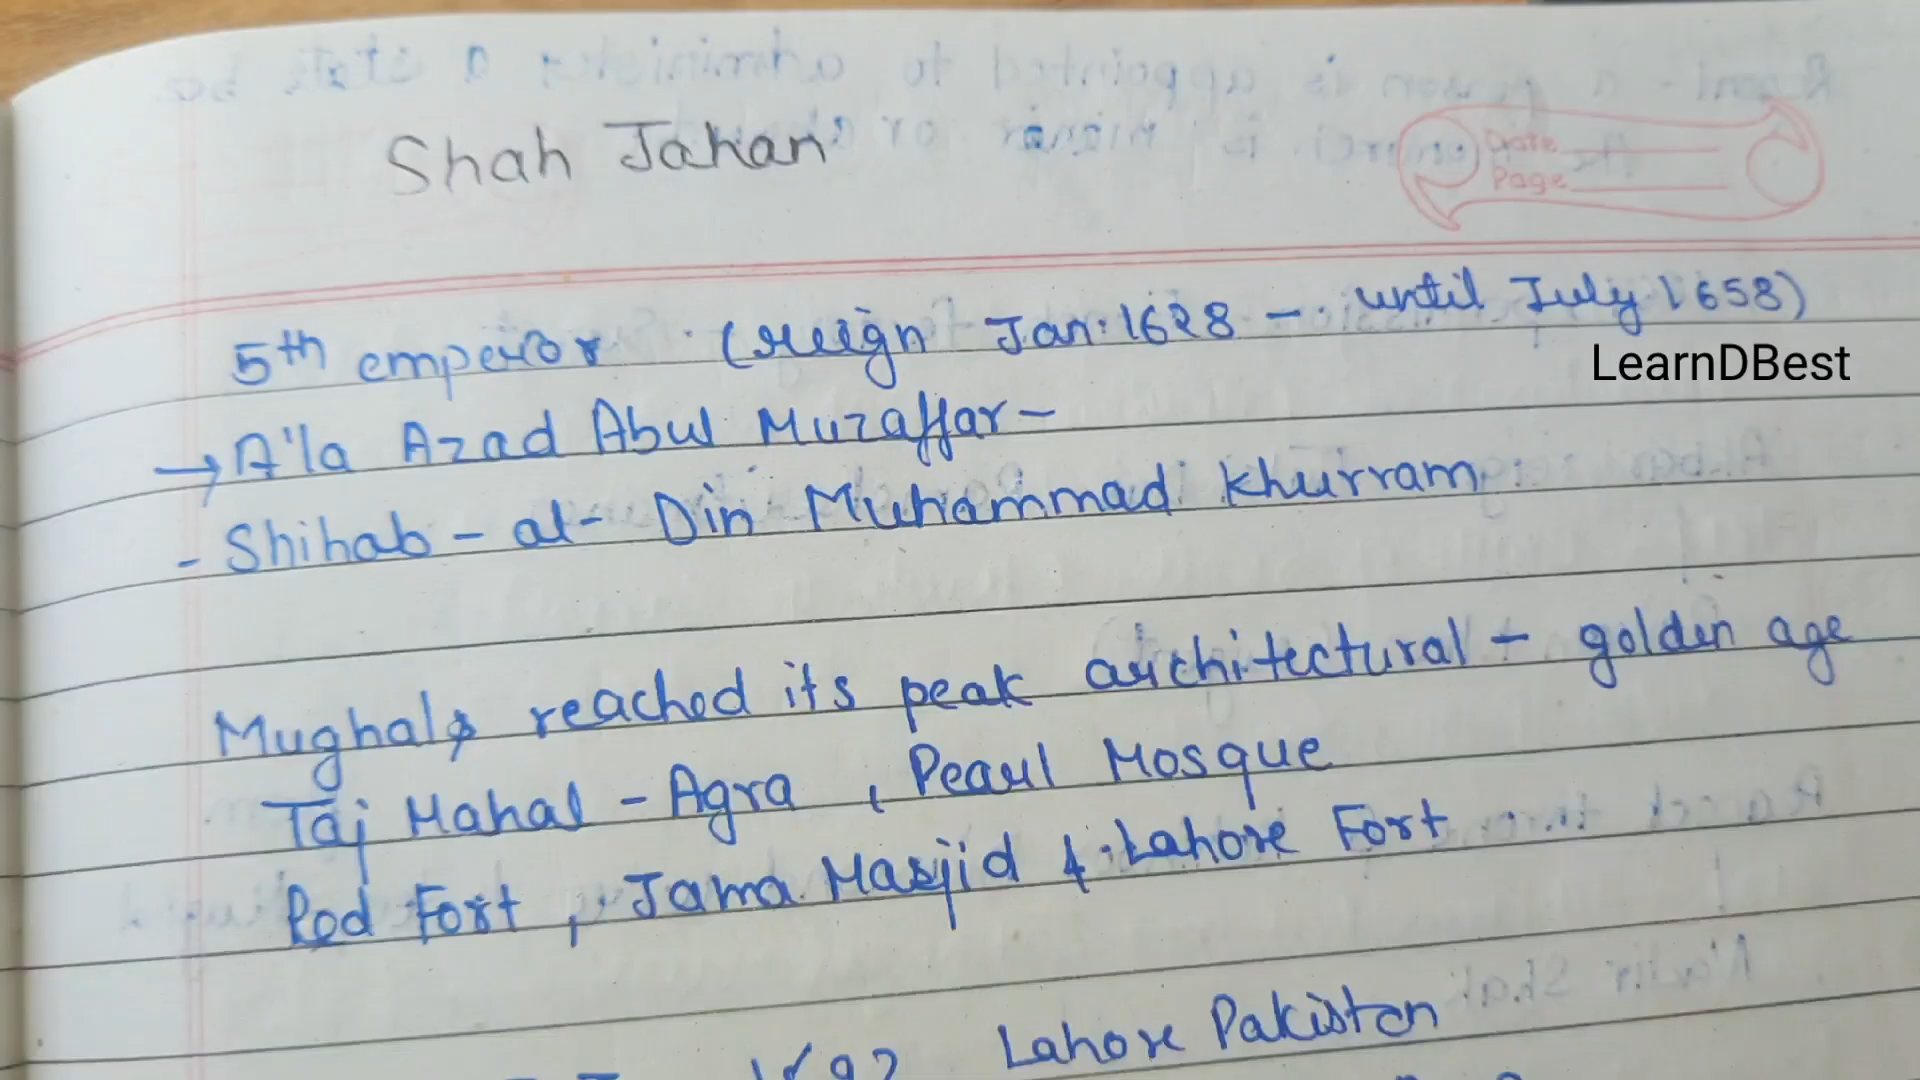 Shah Jahan
Date
Page
5th emperor (reign Jan. 1628 - until July 1658)
LearnDBest
→ A'la Azad Abul Muzaffar -
- Shihab - al - Din Muhammad Khurram
Mughals reached its peak architectural - golden age
Taj Mahal - Agra , Pearl Mosque
Red Fort , Jama Masjid & Lahore Fort
Lahore Pakistan